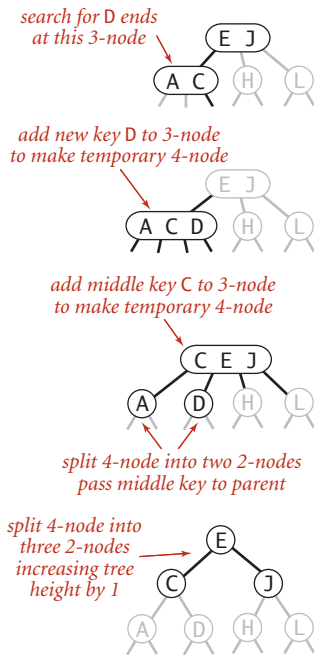 search for D ends
at this 3-node
E J
A C
H
L
add new key D to 3-node
to make temporary 4-node
E J
A C D
H
L
add middle key C to 3-node
to make temporary 4-node
C E J
A
D
H
L
split 4-node into two 2-nodes
pass middle key to parent
split 4-node into
three 2-nodes
increasing tree
height by 1
E
C
J
A
D
H
L